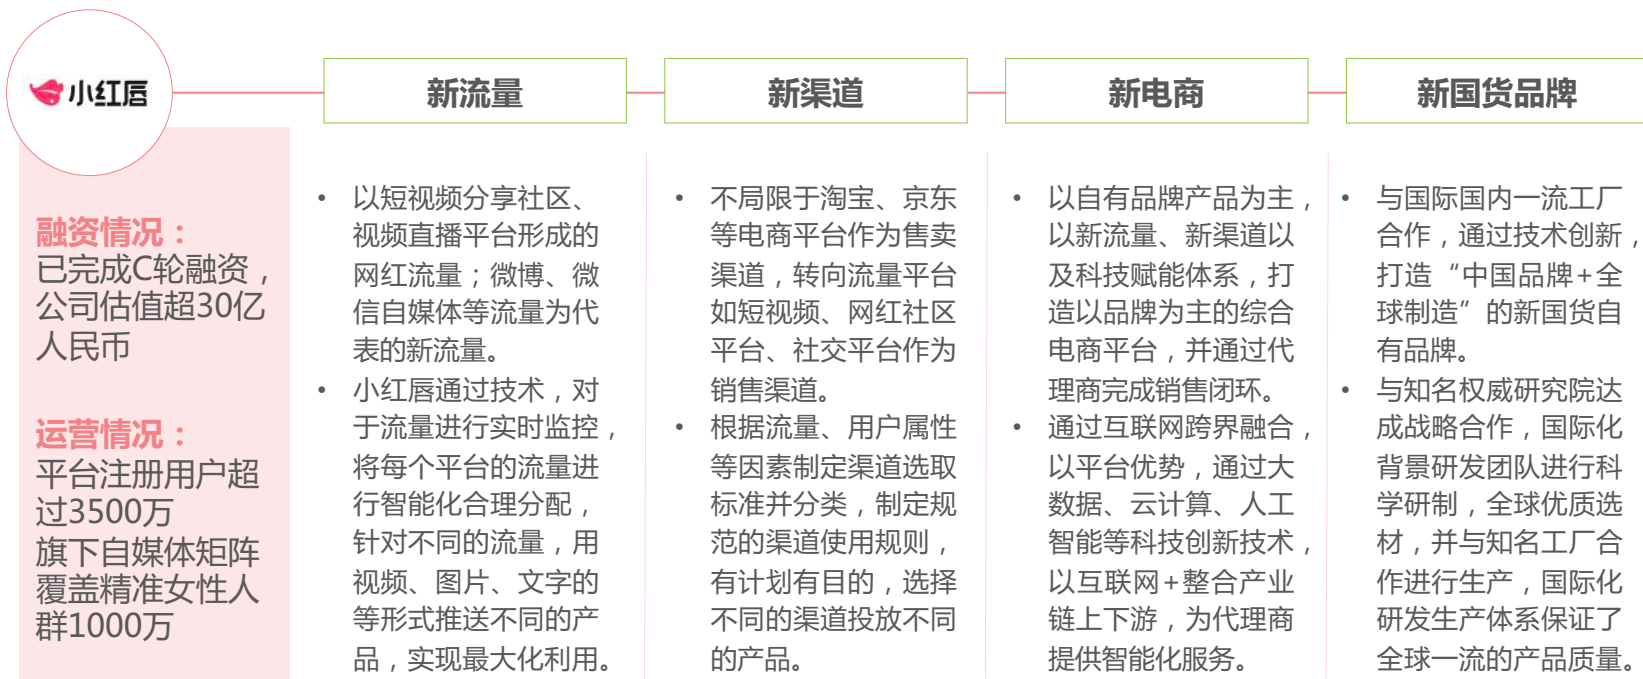 小红唇
新流量
新渠道
新电商
新国货品牌
融资情况：
已完成C轮融资，
公司估值超30亿
人民币
运营情况：
平台注册用户超
过3500万
旗下自媒体矩阵
覆盖精准女性人
群1000万
• 以短视频分享社区、
视频直播平台形成的
网红流量；微博、微
信自媒体等流量为代
表的新流量。
• 小红唇通过技术，对
于流量进行实时监控，
将每个平台的流量进
行智能化合理分配，
针对不同的流量，用
视频、图片、文字的
等形式推送不同的产
品，实现最大化利用。
• 不局限于淘宝、京东
等电商平台作为售卖
渠道，转向流量平台
如短视频、网红社区
平台、社交平台作为
销售渠道。
• 根据流量、用户属性
等因素制定渠道选取
标准并分类，制定规
范的渠道使用规则，
有计划有目的，选择
不同的渠道投放不同
的产品。
• 以自有品牌产品为主，
以新流量、新渠道以
及科技赋能体系，打
造以品牌为主的综合
电商平台，并通过代
理商完成销售闭环。
• 通过互联网跨界融合，
以平台优势，通过大
数据、云计算、人工
智能等科技创新技术，
以互联网+整合产业
链上下游，为代理商
提供智能化服务。
• 与国际国内一流工厂
合作，通过技术创新，
打造“中国品牌+全
球制造”的新国货自
有品牌。
• 与知名权威研究院达
成战略合作，国际化
背景研发团队进行科
学研制，全球优质选
材，并与知名工厂合
作进行生产，国际化
研发生产体系保证了
全球一流的产品质量。